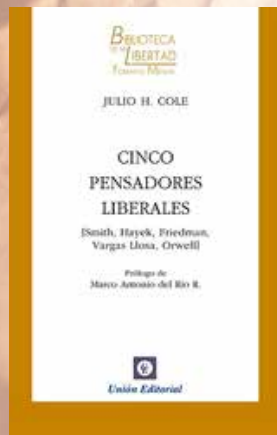 BIBLIOTECA
DE LA
LIBERTAD
FORMATO MENOR
JULIO H. COLE
CINCO
PENSADORES
LIBERALES
[Smith, Hayek, Friedman,
Vargas Llosa, Orwell]
Prólogo de
Marco Antonio del Río R.
Unión Editorial